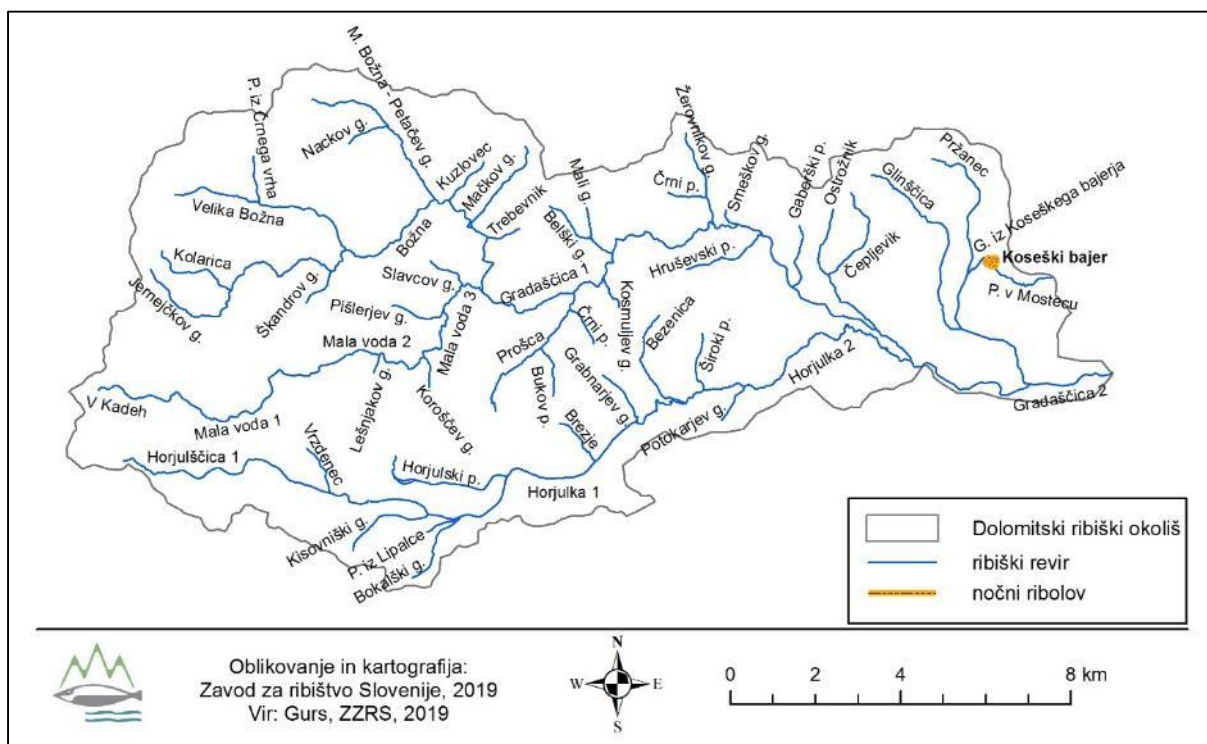 M. Božna - Petačev g.
P. iz Črnega vrha
Nackov g.
Kuzlovec
Mačkov g.
Trebevnik
Velika Božna
Božna
Kolarica
Jernejčkov g.
Škandrov g.
Slavcov g.
Pišlerjev g.
Mala voda 3
Mala voda 2
Gradaščica 1
Belški g.
Mali g.
Črni p.
Žerovnikov g.
Smeškov g.
Hruševski p.
Gaberški p.
Ostrožnik
Čepljevik
Glinščica
Pržanec
G. iz Koseškega bajerja
Koseški bajer
P. v Mostecu
Kosmuljev g.
Bezenica
Široki p.
Črni p.
Prošca
Bukov p.
Grabnarjev g.
Brezje
Horjulka 2
Potokarjev g.
Gradaščica 2
V Kadeh
Mala voda 1
Lešnjakov g.
Koroščev g.
Horjulščica 1
Vrzdenec
Horjulski p.
Horjulka 1
Kisovniški g.
P. iz Lipalce
Bokalški g.
Dolomitski ribiški okoliš
ribiški revir
nočni ribolov
Oblikovanje in kartografija:
Zavod za ribištvo Slovenije, 2019
Vir: Gurs, ZZRS, 2019
N
W E
S
0 2 4 8 km